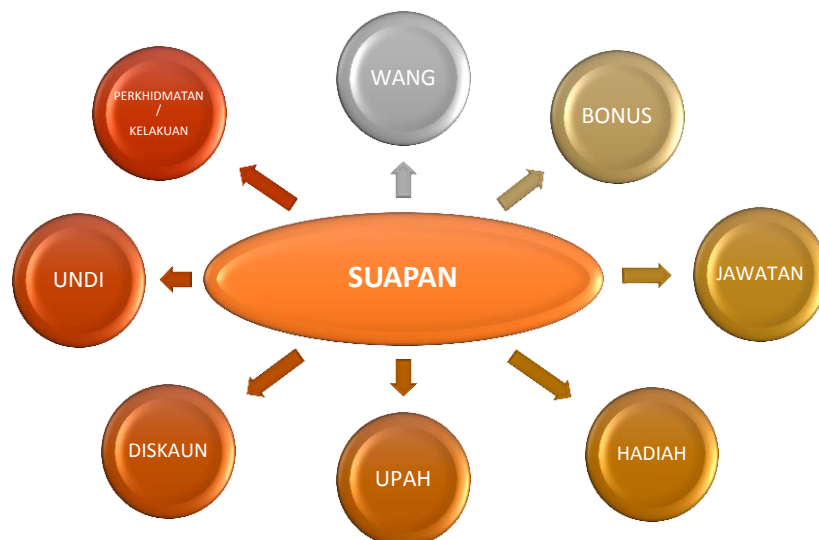 WANG
PERKHIDMATAN
/
KELAKUAN
BONUS
SUAPAN
UNDI
JAWATAN
DISKAUN
UPAH
HADIAH